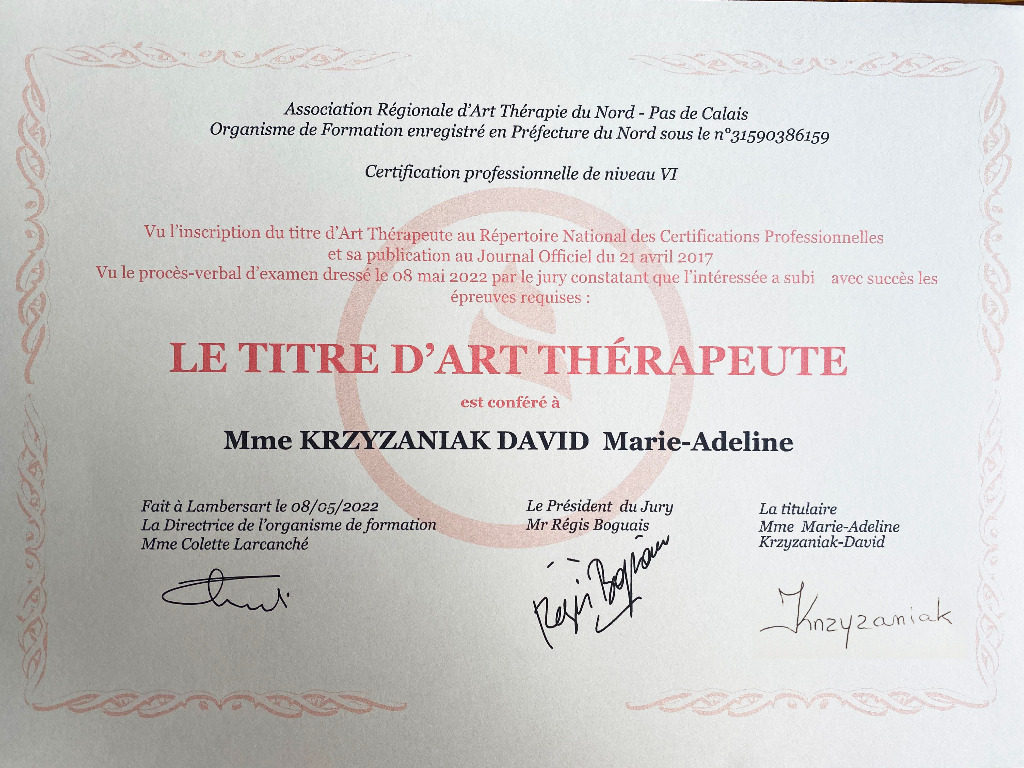 Association Régionale d'Art Thérapie du Nord - Pas de Calais
Organisme de Formation enregistré en Préfecture du Nord sous le n°31590386159
Certification professionnelle de niveau VI
Vu l'inscription du titre d'Art Thérapeute au Répertoire National des Certifications Professionnelles
et sa publication au Journal Officiel du 21 avril 2017
Vu le procès-verbal d'examen dressé le 08 mai 2022 par le jury constatant que l'intéressée a subi avec succès les
épreuves requises :
LE TITRE D'ART THÉRAPEUTE
est conféré à
Mme KRZYZANIAK DAVID Marie-Adeline
Fait à Lambersart le 08/05/2022
La Directrice de l'organisme de formation
Mme Colette Larcanché
Le Président du Jury
Mr Régis Boguais
La titulaire
Mme Marie-Adeline
Krzyzaniak-David
Régis Boguais
Krzyzaniak